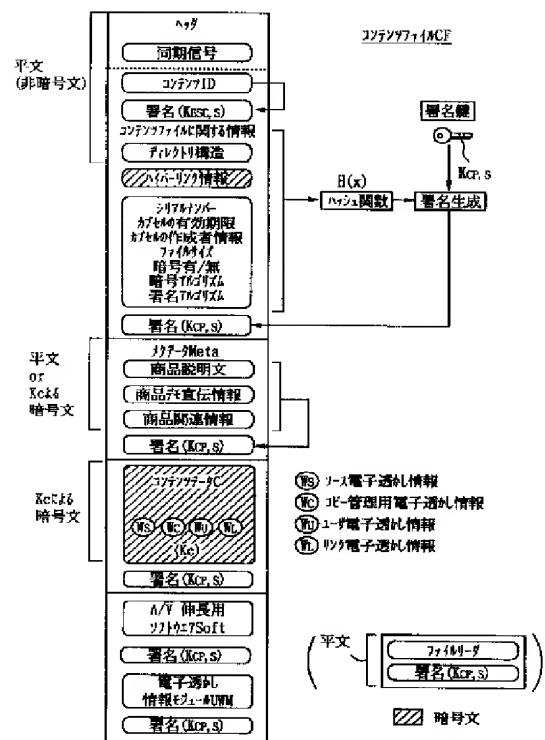 コンテンツファイルCF
平文
(非暗号文)
ヘッダ
同期信号
コンテンツID
署名(KESC,S)
コンテンツファイルに関する情報
ディレクトリ構造
ハイパーリンク情報
シリアルナンバー
カプセルの有効期限
カプセルの作成者情報
ファイルサイズ
暗号有/無
暗号アルゴリズム
署名アルゴリズム
署名(KCP,S)
H(x)
ハッシュ関数
署名鍵
KCP,S
署名生成
平文
or
Kcによる
暗号文
メタデータMeta
商品説明文
商品デモ宣伝情報
商品関連情報
署名(KCP,S)
Kcによる
暗号文
コンテンツデータC
WS
WC
WU
WL
(Kc)
署名(KCP,S)
WS ソース電子透かし情報
WC コピー管理用電子透かし情報
WU ユーザ電子透かし情報
WL リンク電子透かし情報
A/V 伸長用
ソフトウエアSoft
署名(KCP,S)
電子透かし
情報モジュールUWM
署名(KCP,S)
平文
ファイルリーダ
署名(KCP,S)
暗号文